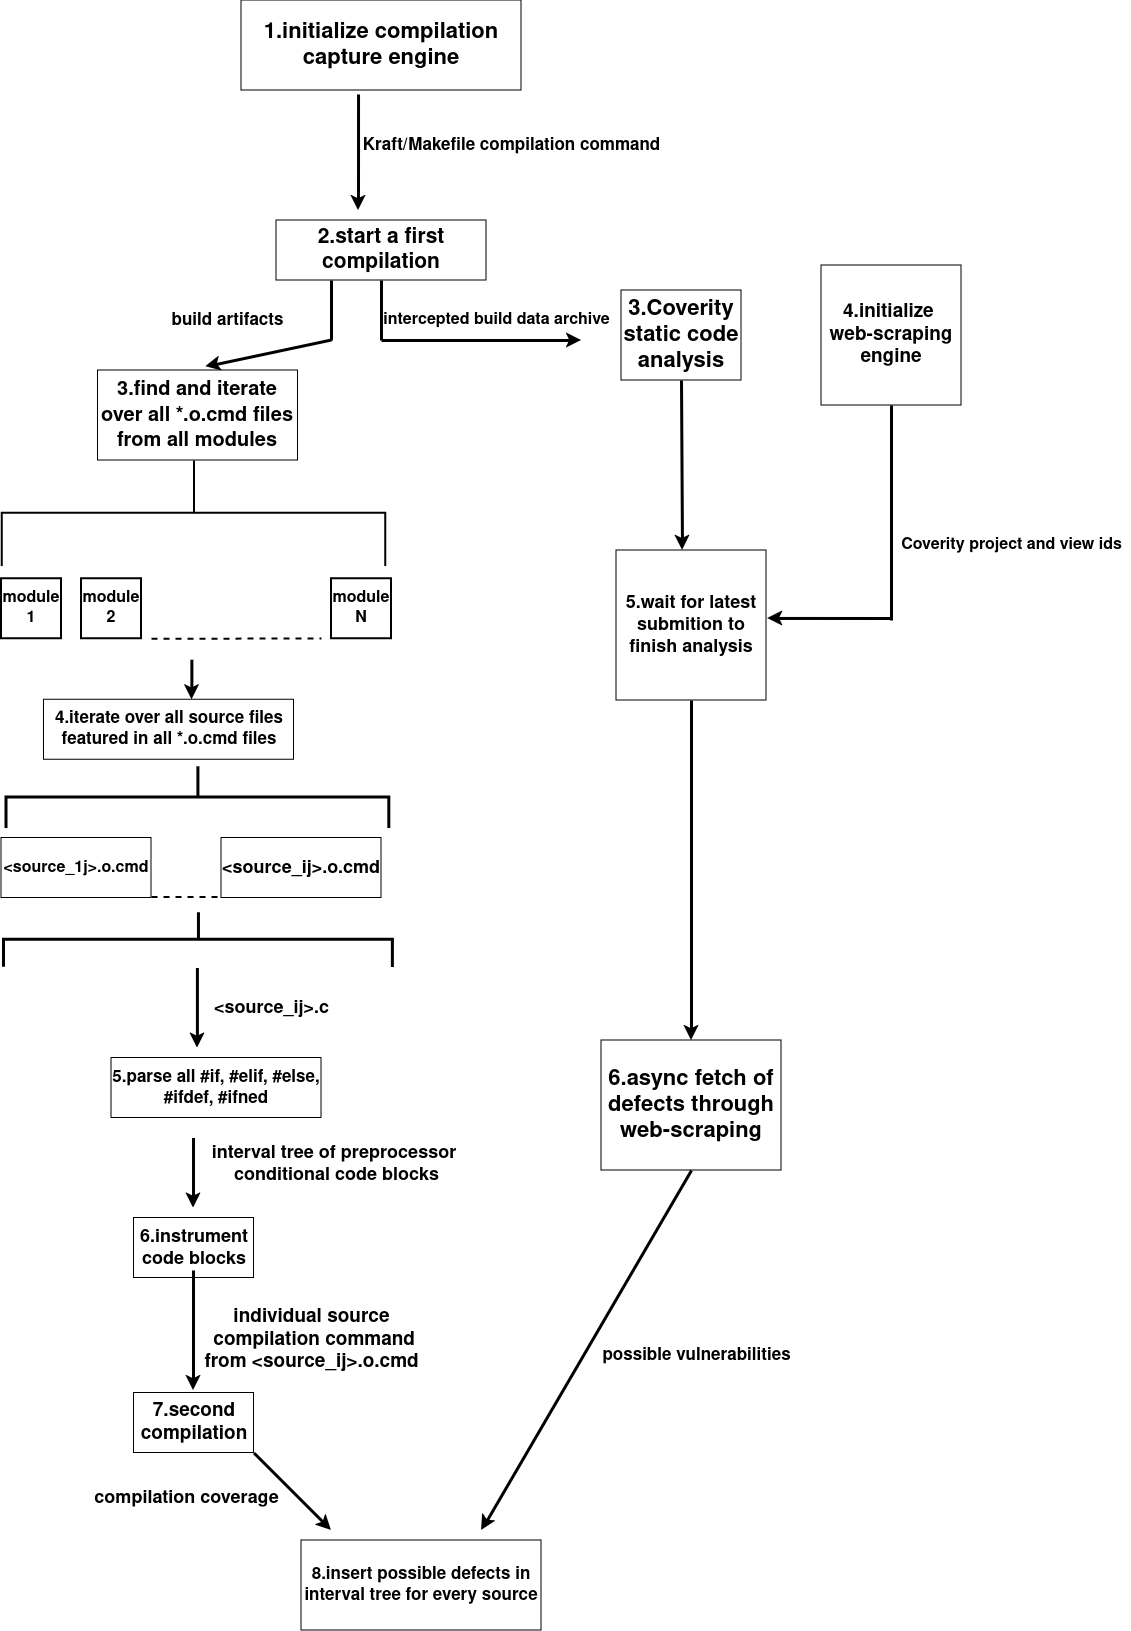 1.initialize compilation
capture engine
Kraft/Makefile compilation command
2.start a first
compilation
build artifacts
intercepted build data archive
3.Coverity
static code
analysis
4.initialize
web-scraping
engine
3.find and iterate
over all *.o.cmd files
from all modules
Coverity project and view ids
module
1
module
2
module
N
5.wait for latest
submition to
finish analysis
4.iterate over all source files
featured in all *.o.cmd files
<source_1j>.o.cmd
<source_ij>.o.cmd
<source_ij>.c
5.parse all #if, #elif, #else,
#ifdef, #ifned
6.async fetch of
defects through
web-scraping
interval tree of preprocessor
conditional code blocks
6.instrument
code blocks
individual source
compilation command
from <source_ij>.o.cmd
possible vulnerabilities
7.second
compilation
compilation coverage
8.insert possible defects in
interval tree for every source